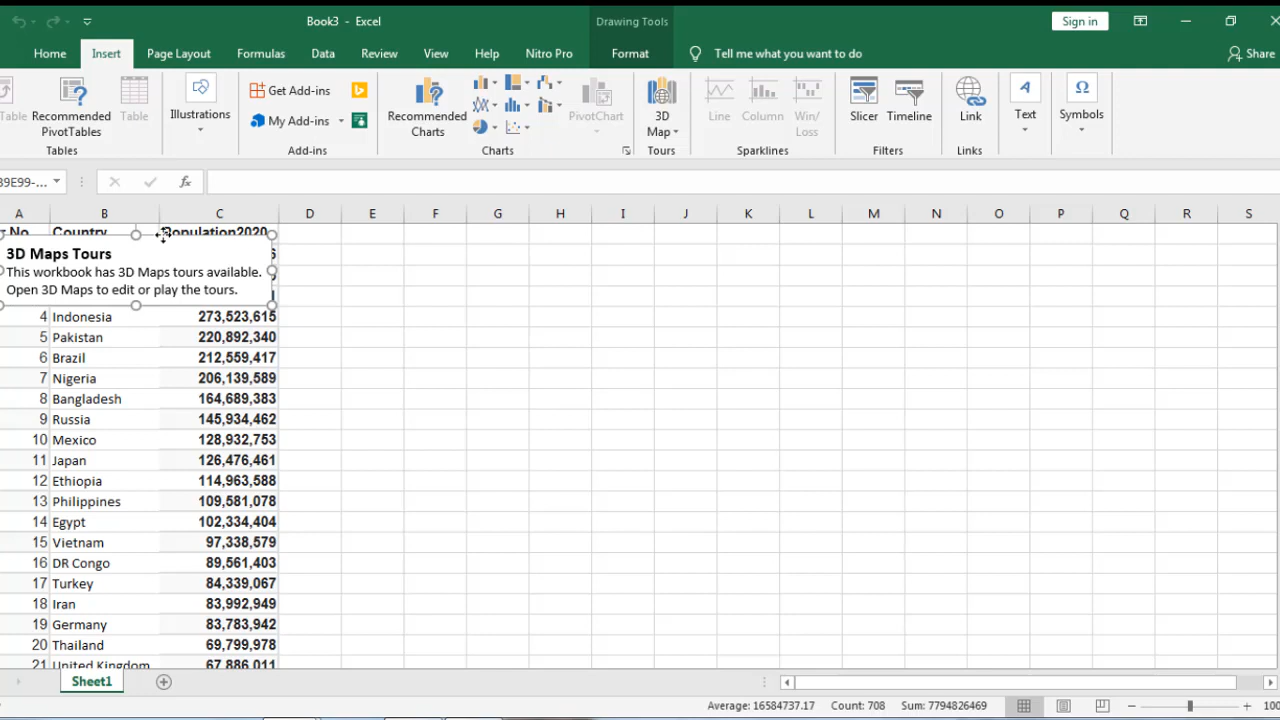 Book3 - Excel
Drawing Tools
Sign in
Home Insert Page Layout Formulas Data Review View Help Nitro Pro Format Tell me what you want to do Share
Table
Recommended PivotTables
Table
Illustrations
Get Add-ins
My Add-ins
Recommended Charts
PivotChart
3D Map
Line
Column
Win/Loss
Slicer
Timeline
Link
Text
Symbols
Tables Add-ins Charts Tours Sparklines Filters Links
39E99-... fx
A B C D E F G H I J K L M N O P Q R S
No Country Population2020
3D Maps Tours
This workbook has 3D Maps tours available.
Open 3D Maps to edit or play the tours.
4 Indonesia 273,523,615
5 Pakistan 220,892,340
6 Brazil 212,559,417
7 Nigeria 206,139,589
8 Bangladesh 164,689,383
9 Russia 145,934,462
10 Mexico 128,932,753
11 Japan 126,476,461
12 Ethiopia 114,963,588
13 Philippines 109,581,078
14 Egypt 102,334,404
15 Vietnam 97,338,579
16 DR Congo 89,561,403
17 Turkey 84,339,067
18 Iran 83,992,949
19 Germany 83,783,942
20 Thailand 69,799,978
21 United Kingdom 67,886,011
Sheet1
Average: 16584737.17 Count: 708 Sum: 7794826469 100